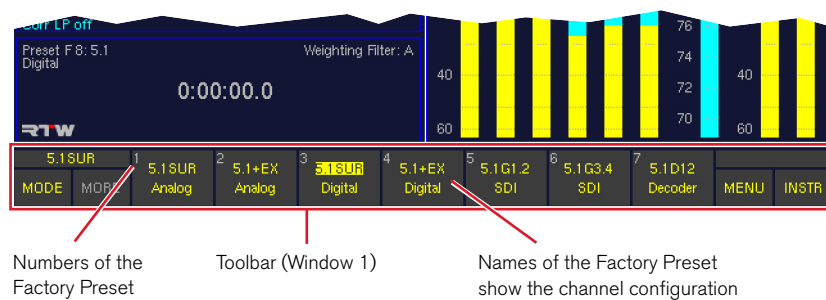 Corr LP off
Preset F 8: 5.1 Weighting Filter: A
Digital
0:00:00.0
RTW
40
60
76
74
72
70
40
60
5.1SUR
MODE MORE
1 5.1SUR Analog
2 5.1+EX Analog
3 5.1SUR Digital
4 5.1+EX Digital
5 5.1G1.2 SDI
6 5.1G3.4 SDI
7 5.1D12 Decoder
MENU INSTR
Numbers of the
Factory Preset
Toolbar (Window 1)
Names of the Factory Preset
show the channel configuration